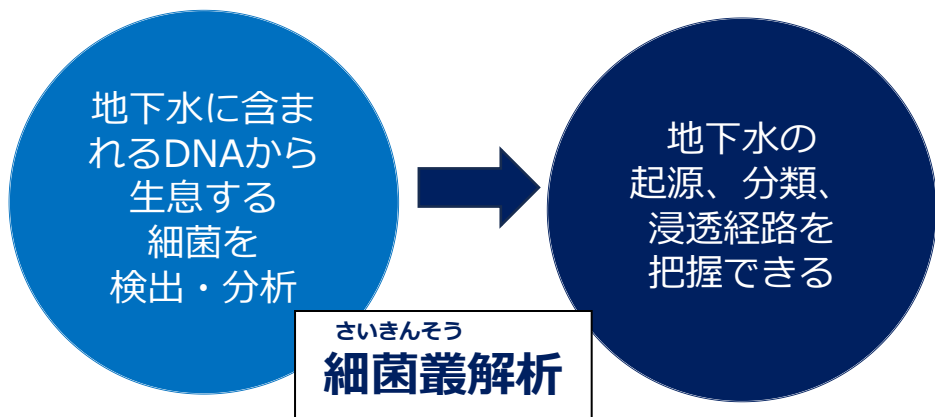 地下水に含ま
れるDNAから
生息する
細菌を
検出・分析
地下水の
起源、分類、
浸透経路を
把握できる
さいきんそう
細菌叢解析